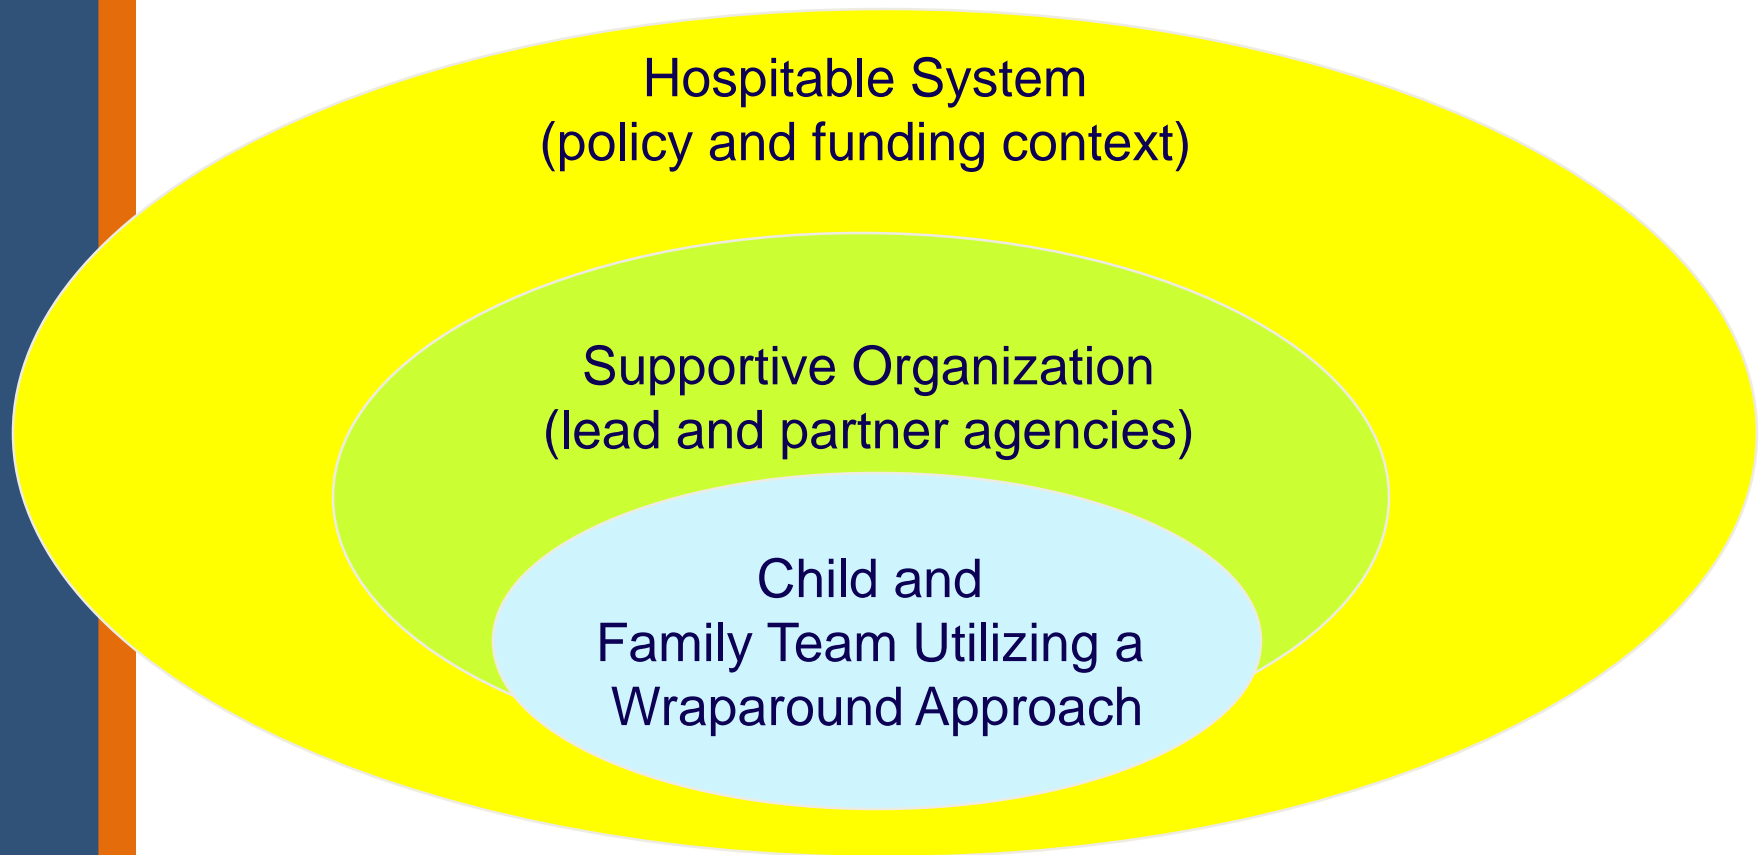 Hospitable System
(policy and funding context)
Supportive Organization
(lead and partner agencies)
Child and
Family Team Utilizing a
Wraparound Approach